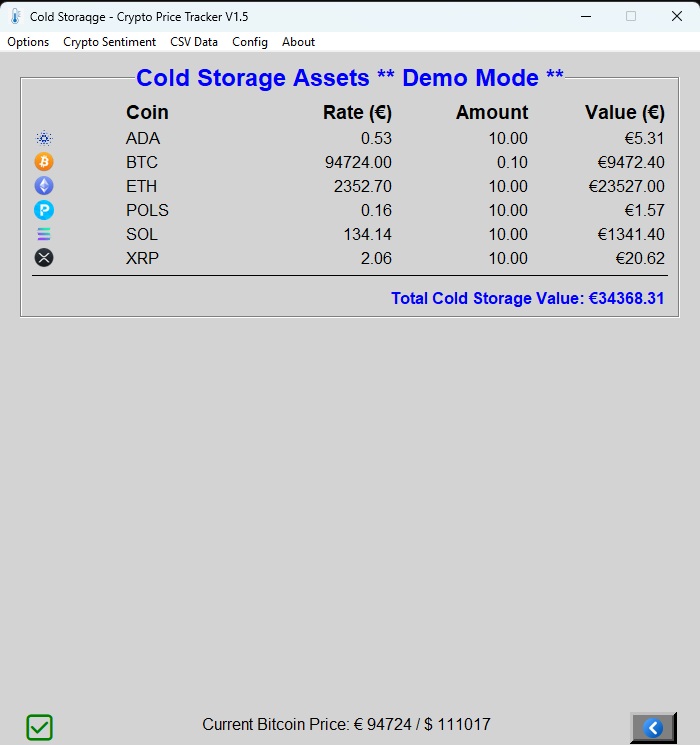 Cold Storaqge - Crypto Price Tracker V1.5
Options Crypto Sentiment CSV Data Config About
Cold Storage Assets ** Demo Mode **
Coin Rate (€) Amount Value (€)
ADA 0.53 10.00 €5.31
BTC 94724.00 0.10 €9472.40
ETH 2352.70 10.00 €23527.00
POLS 0.16 10.00 €1.57
SOL 134.14 10.00 €1341.40
XRP 2.06 10.00 €20.62
Total Cold Storage Value: €34368.31
Current Bitcoin Price: € 94724 / $ 111017